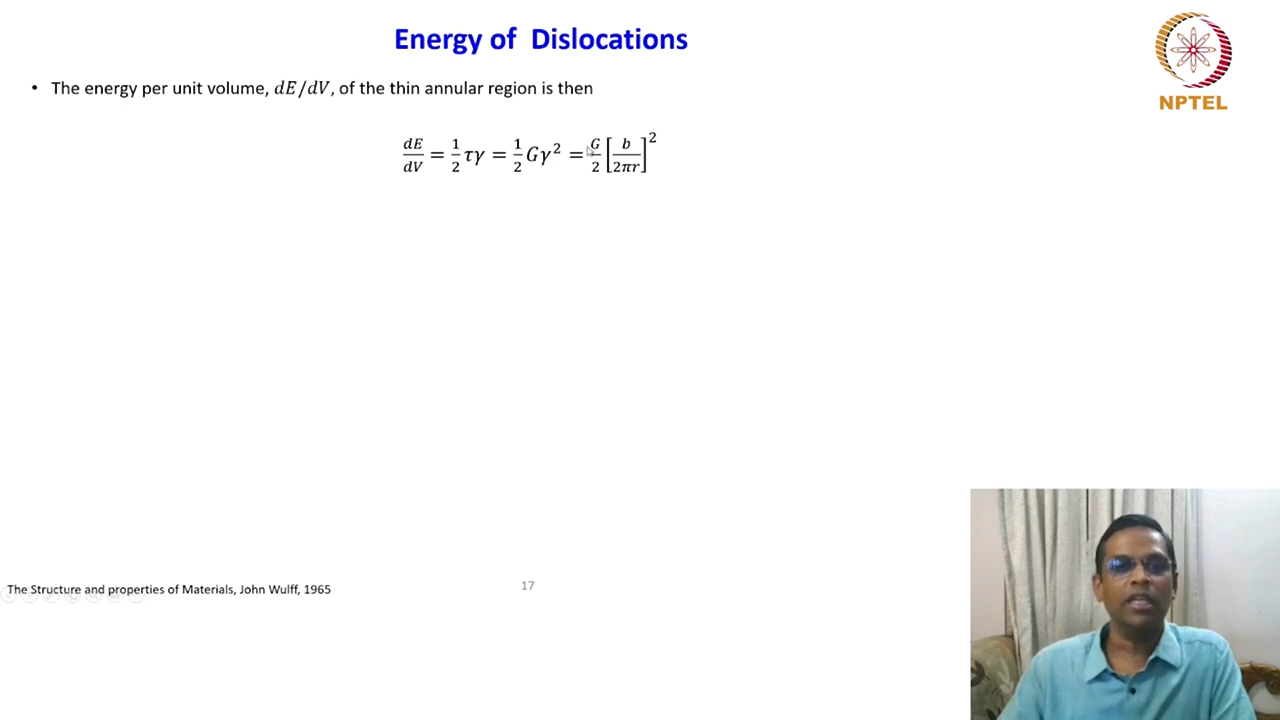 Energy of Dislocations
NPTEL
• The energy per unit volume, dE/dV, of the thin annular region is then
dE/dV = 1/2 τγ = 1/2 Gγ² = G/2 [b/2πr]²
The Structure and properties of Materials, John Wulff, 1965
17